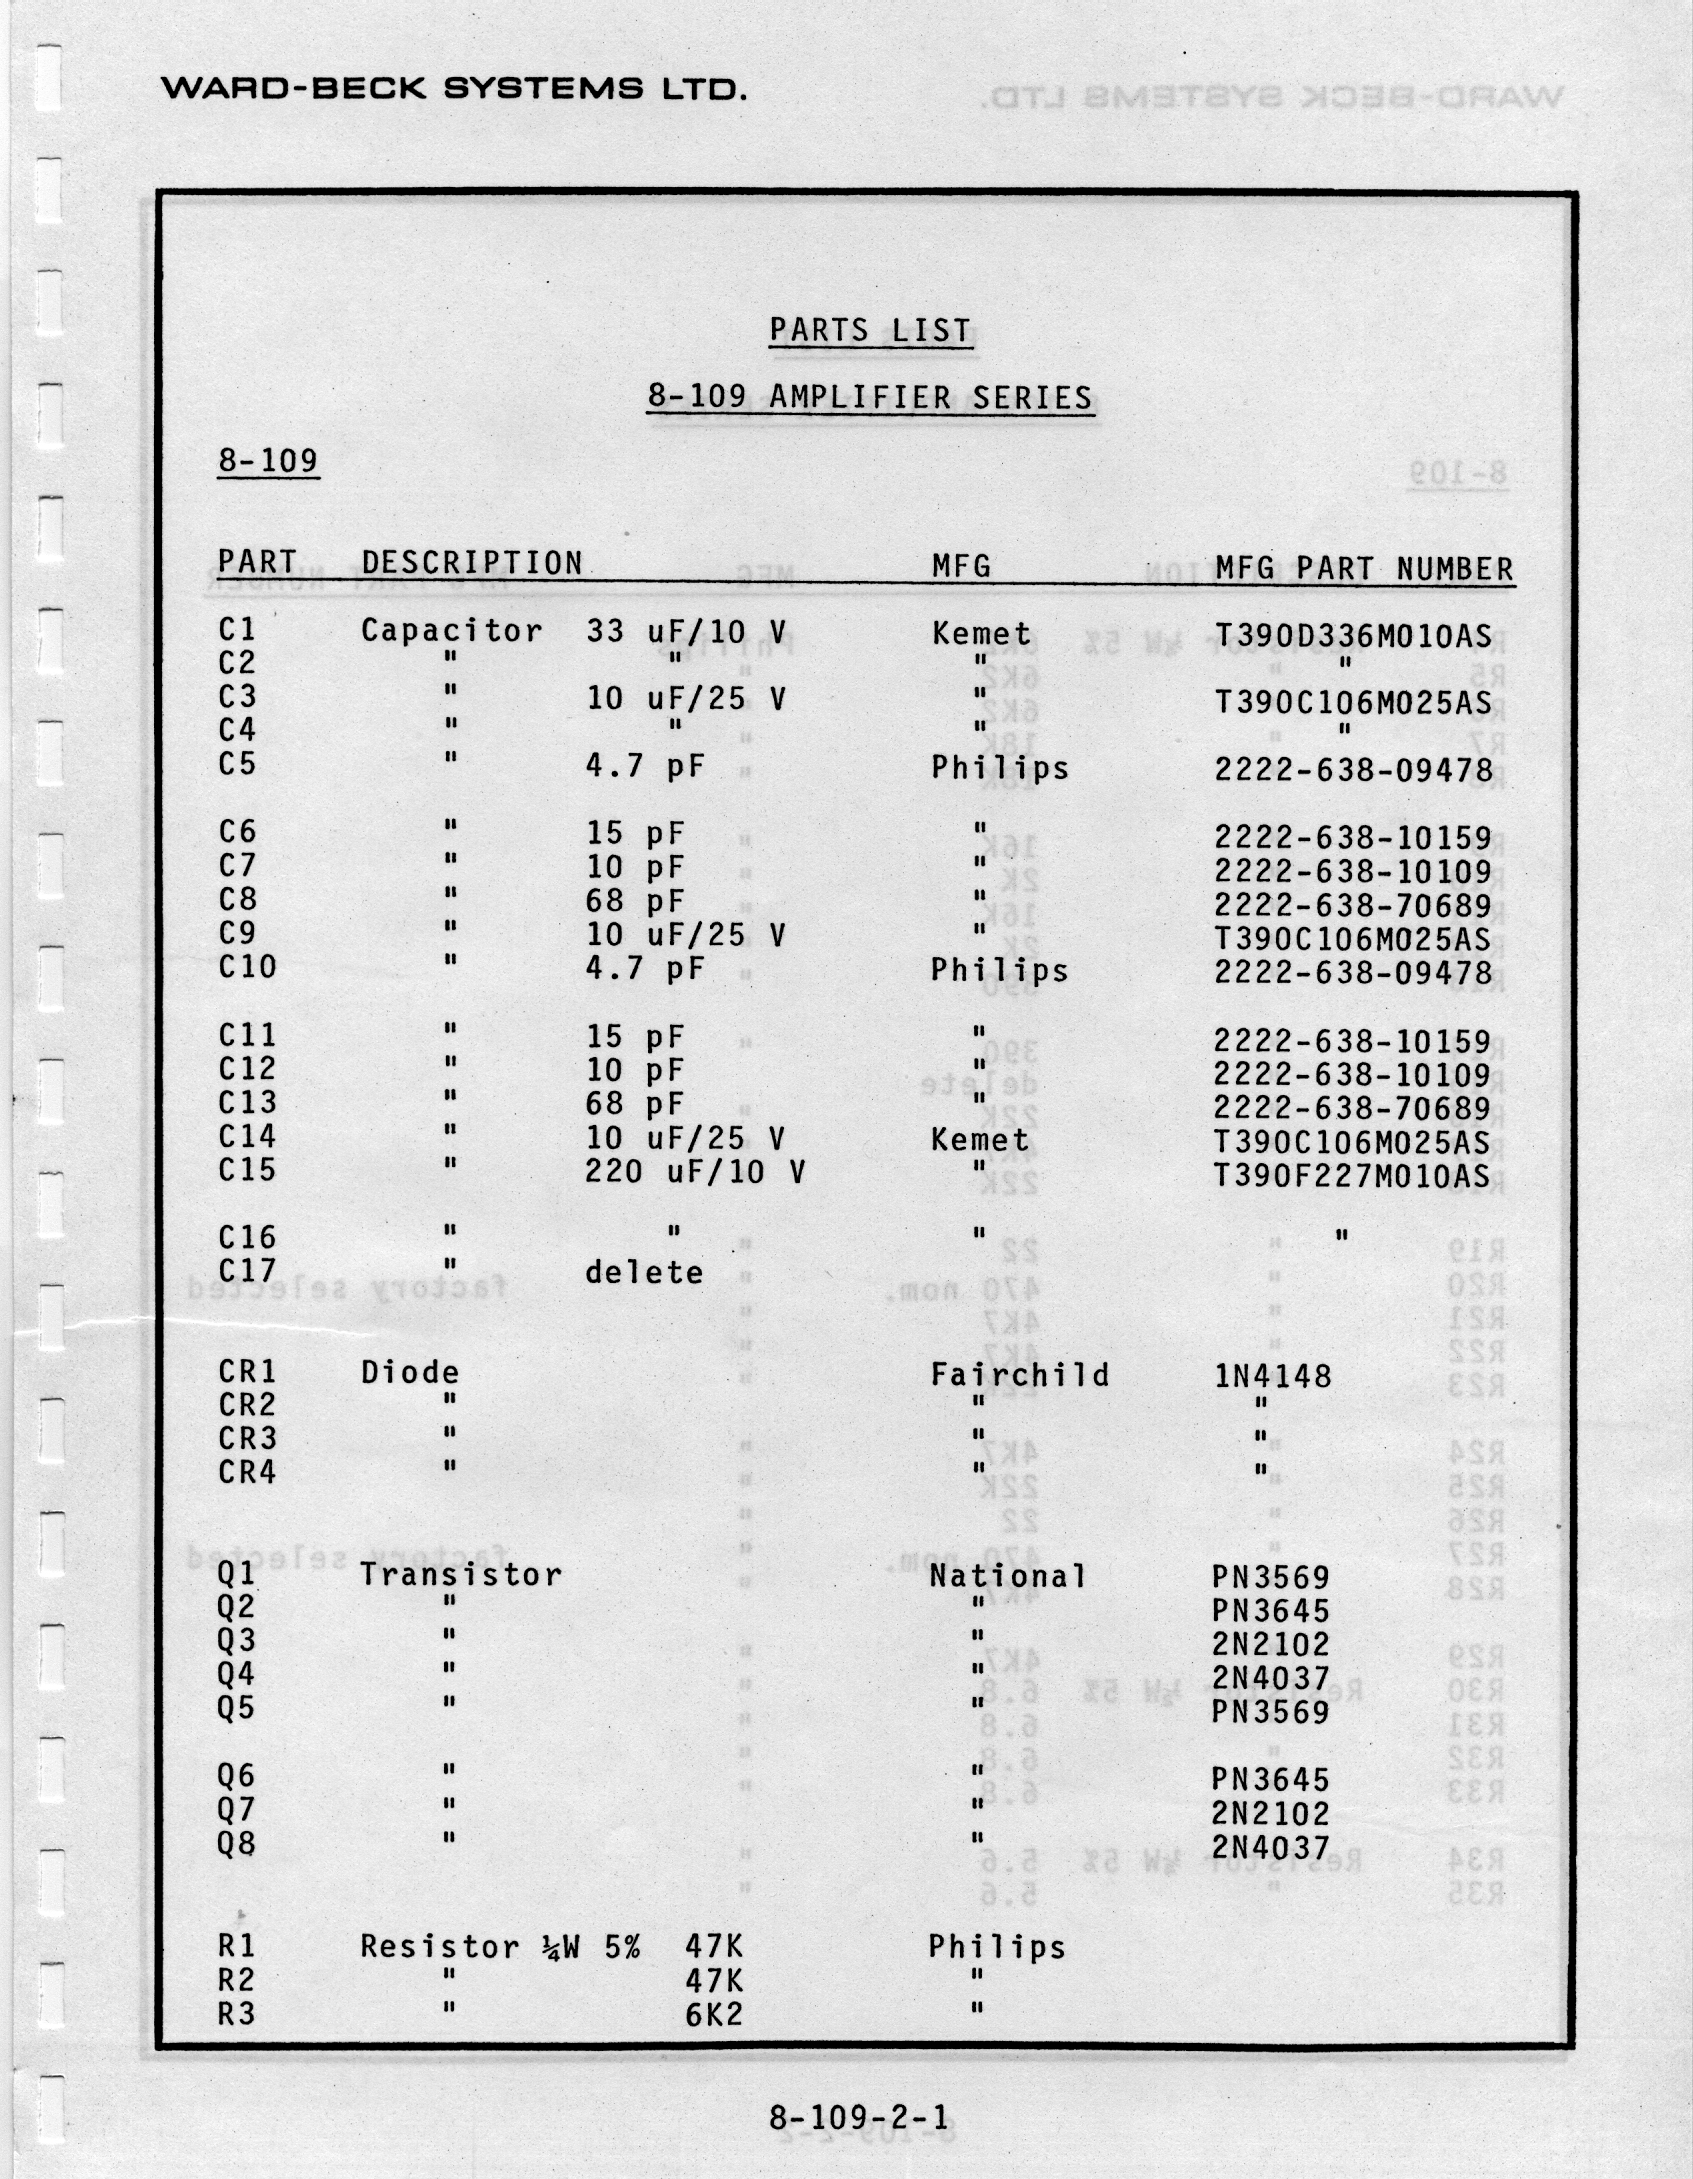 WARD-BECK SYSTEMS LTD.
PARTS LIST
8-109 AMPLIFIER SERIES
8-109
PART DESCRIPTION MFG MFG PART NUMBER
C1 Capacitor 33 uF/10 V Kemet T390D336M010AS
C2 " " " "
C3 " 10 uF/25 V " T390C106M025AS
C4 " " " "
C5 " 4.7 pF Philips 2222-638-09478
C6 " 15 pF " 2222-638-10159
C7 " 10 pF " 2222-638-10109
C8 " 68 pF " 2222-638-70689
C9 " 10 uF/25 V " T390C106M025AS
C10 " 4.7 pF Philips 2222-638-09478
C11 " 15 pF " 2222-638-10159
C12 " 10 pF " 2222-638-10109
C13 " 68 pF " 2222-638-70689
C14 " 10 uF/25 V Kemet T390C106M025AS
C15 " 220 uF/10 V " T390F227M010AS
C16 " " " "
C17 " delete
CR1 Diode Fairchild 1N4148
CR2 " " "
CR3 " " "
CR4 " " "
Q1 Transistor National PN3569
Q2 " " PN3645
Q3 " " 2N2102
Q4 " " 2N4037
Q5 " " PN3569
Q6 " " PN3645
Q7 " " 2N2102
Q8 " " 2N4037
R1 Resistor ¼W 5% 47K Philips
R2 " 47K "
R3 " 6K2 "
8-109-2-1